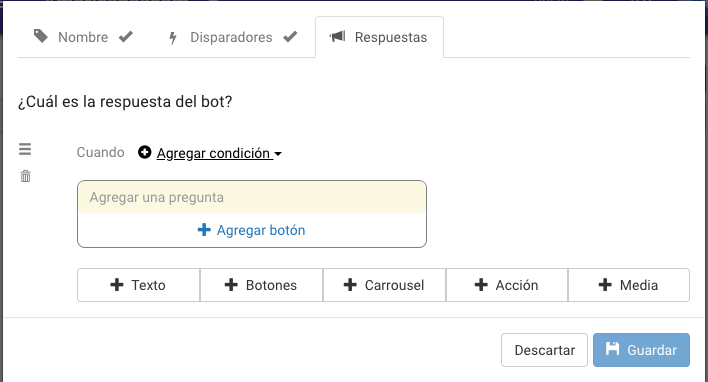 Nombre Disparadores Respuestas
¿Cuál es la respuesta del bot?
Cuando Agregar condición
Agregar una pregunta
Agregar botón
Texto Botones Carrousel Acción Media
Descartar Guardar